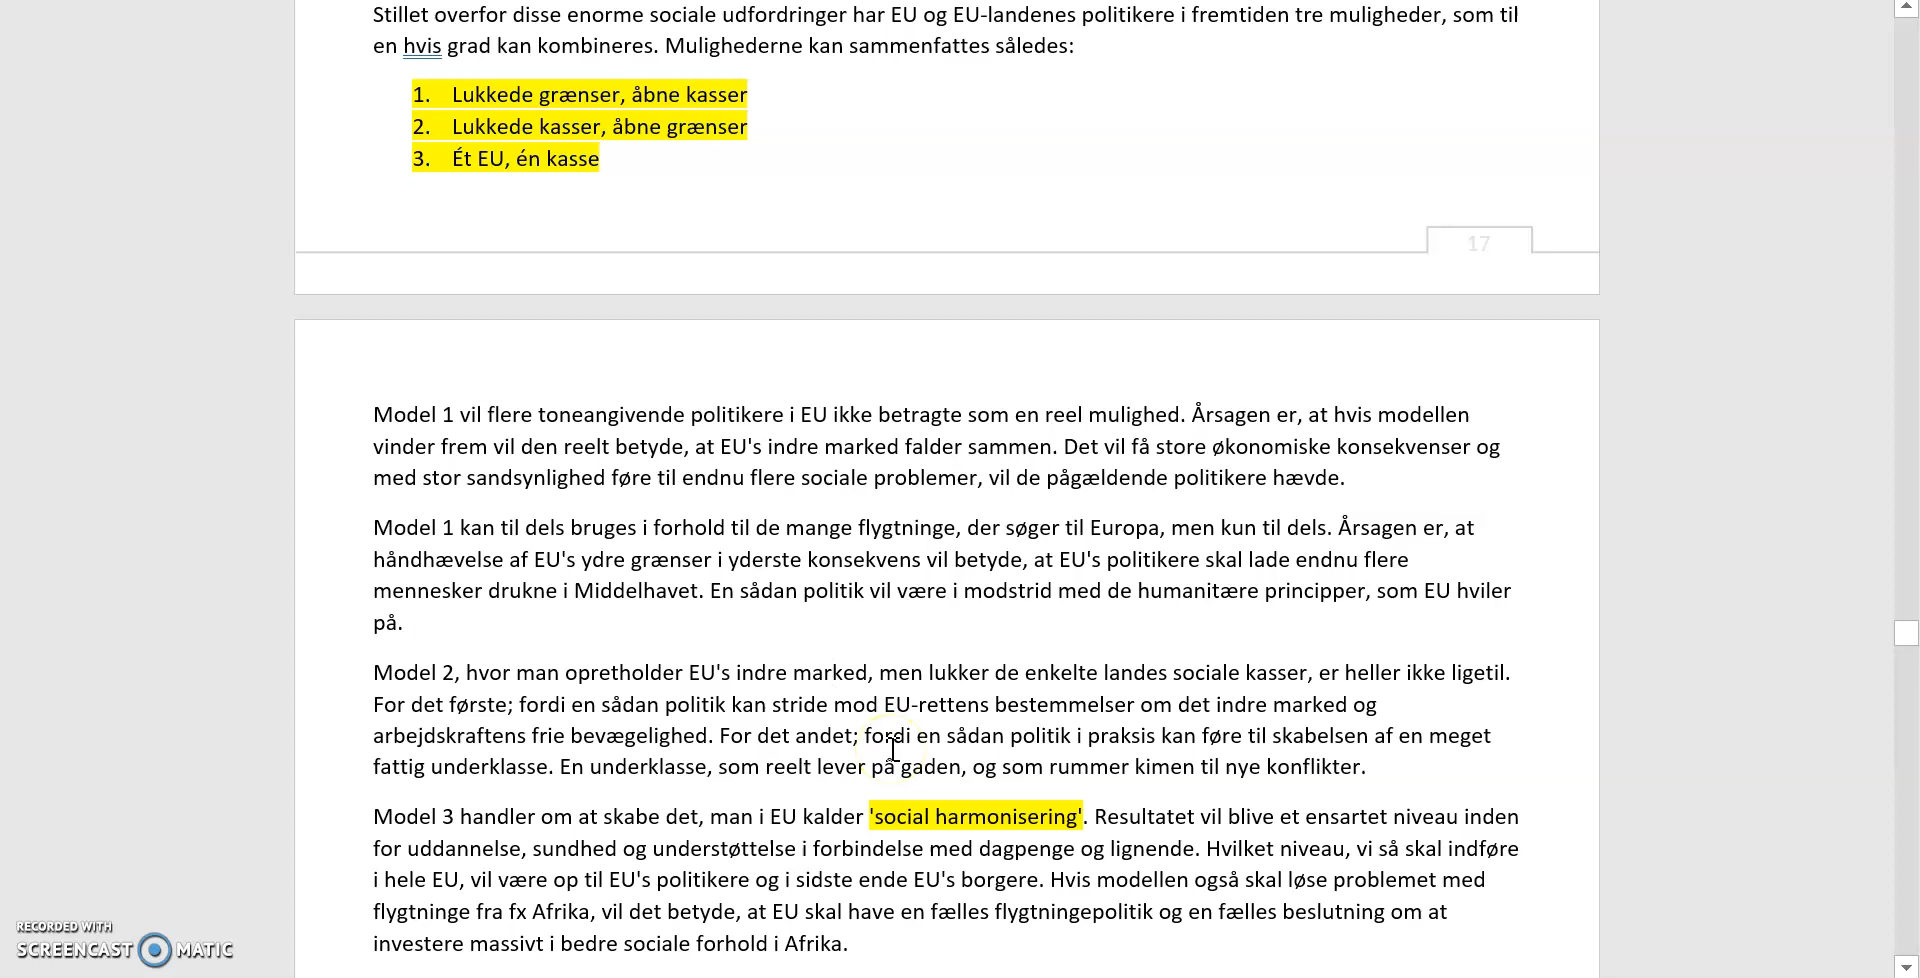 Stillet overfor disse enorme sociale udfordringer har EU og EU-landenes politikere i fremtiden tre muligheder, som til
en hvis grad kan kombineres. Mulighederne kan sammenfattes således:
1. Lukkede grænser, åbne kasser
2. Lukkede kasser, åbne grænser
3. Ét EU, én kasse
17
Model 1 vil flere toneangivende politikere i EU ikke betragte som en reel mulighed. Årsagen er, at hvis modellen
vinder frem vil den reelt betyde, at EU's indre marked falder sammen. Det vil få store økonomiske konsekvenser og
med stor sandsynlighed føre til endnu flere sociale problemer, vil de pågældende politikere hævde.
Model 1 kan til dels bruges i forhold til de mange flygtninge, der søger til Europa, men kun til dels. Årsagen er, at
håndhævelse af EU's ydre grænser i yderste konsekvens vil betyde, at EU's politikere skal lade endnu flere
mennesker drukne i Middelhavet. En sådan politik vil være i modstrid med de humanitære principper, som EU hviler
på.
Model 2, hvor man opretholder EU's indre marked, men lukker de enkelte landes sociale kasser, er heller ikke ligetil.
For det første; fordi en sådan politik kan stride mod EU-rettens bestemmelser om det indre marked og
arbejdskraftens frie bevægelighed. For det andet; fordi en sådan politik i praksis kan føre til skabelsen af en meget
fattig underklasse. En underklasse, som reelt lever på gaden, og som rummer kimen til nye konflikter.
Model 3 handler om at skabe det, man i EU kalder 'social harmonisering'. Resultatet vil blive et ensartet niveau inden
for uddannelse, sundhed og understøttelse i forbindelse med dagpenge og lignende. Hvilket niveau, vi så skal indføre
i hele EU, vil være op til EU's politikere og i sidste ende EU's borgere. Hvis modellen også skal løse problemet med
flygtninge fra fx Afrika, vil det betyde, at EU skal have en fælles flygtningepolitik og en fælles beslutning om at
investere massivt i bedre sociale forhold i Afrika.
RECORDED WITH
SCREENCAST MATIC